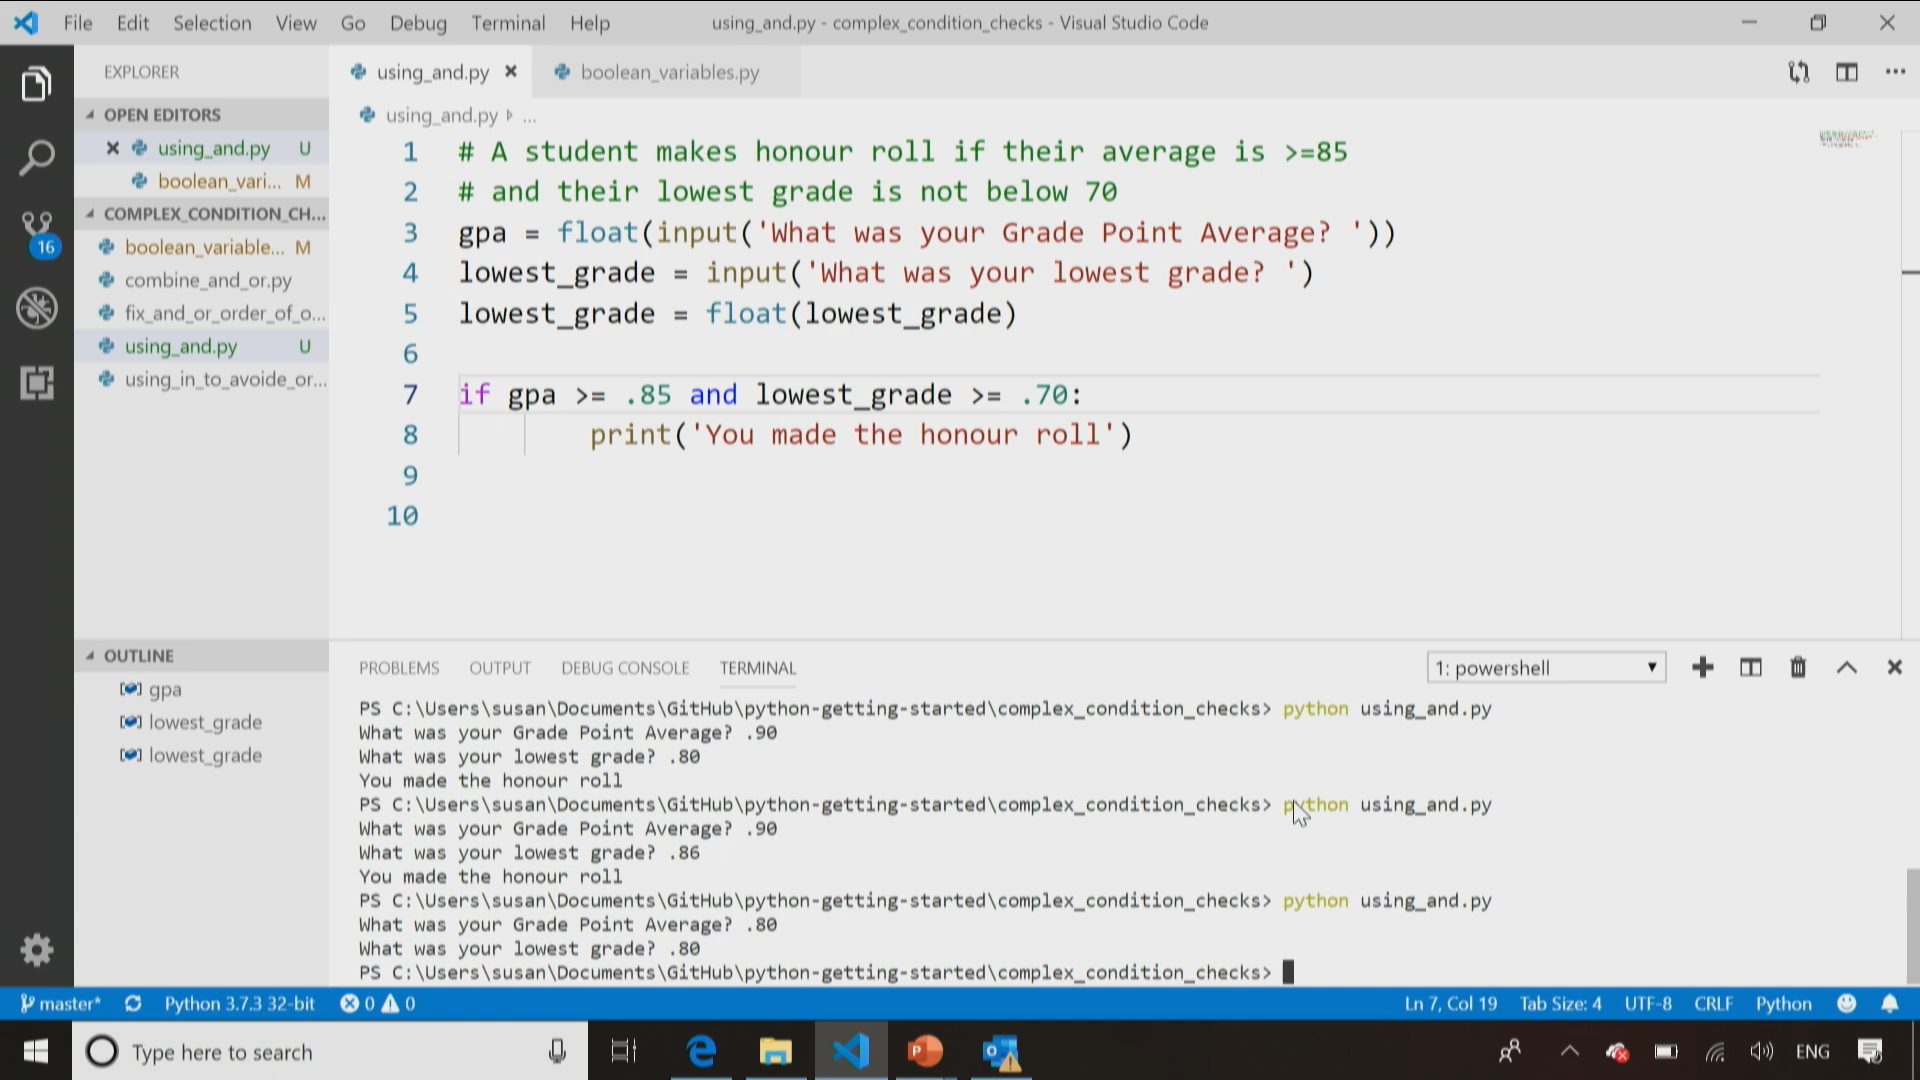 File Edit Selection View Go Debug Terminal Help using_and.py - complex_condition_checks - Visual Studio Code
EXPLORER
using_and.py boolean_variables.py
OPEN EDITORS
using_and.py U
boolean_vari... M
COMPLEX_CONDITION_CH...
boolean_variable... M
combine_and_or.py
fix_and_or_order_of_o...
using_and.py U
using_in_to_avoide_or...
16
using_and.py ...
1 # A student makes honour roll if their average is >=85
2 # and their lowest grade is not below 70
3 gpa = float(input('What was your Grade Point Average? '))
4 lowest_grade = input('What was your lowest grade? ')
5 lowest_grade = float(lowest_grade)
6
7 if gpa >= .85 and lowest_grade >= .70:
8 print('You made the honour roll')
9
10
OUTLINE
gpa
lowest_grade
lowest_grade
PROBLEMS OUTPUT DEBUG CONSOLE TERMINAL 1: powershell
PS C:\Users\susan\Documents\GitHub\python-getting-started\complex_condition_checks> python using_and.py
What was your Grade Point Average? .90
What was your lowest grade? .80
You made the honour roll
PS C:\Users\susan\Documents\GitHub\python-getting-started\complex_condition_checks> python using_and.py
What was your Grade Point Average? .90
What was your lowest grade? .86
You made the honour roll
PS C:\Users\susan\Documents\GitHub\python-getting-started\complex_condition_checks> python using_and.py
What was your Grade Point Average? .80
What was your lowest grade? .80
PS C:\Users\susan\Documents\GitHub\python-getting-started\complex_condition_checks>
master* Python 3.7.3 32-bit 0 0 Ln 7, Col 19 Tab Size: 4 UTF-8 CRLF Python
Type here to search ENG